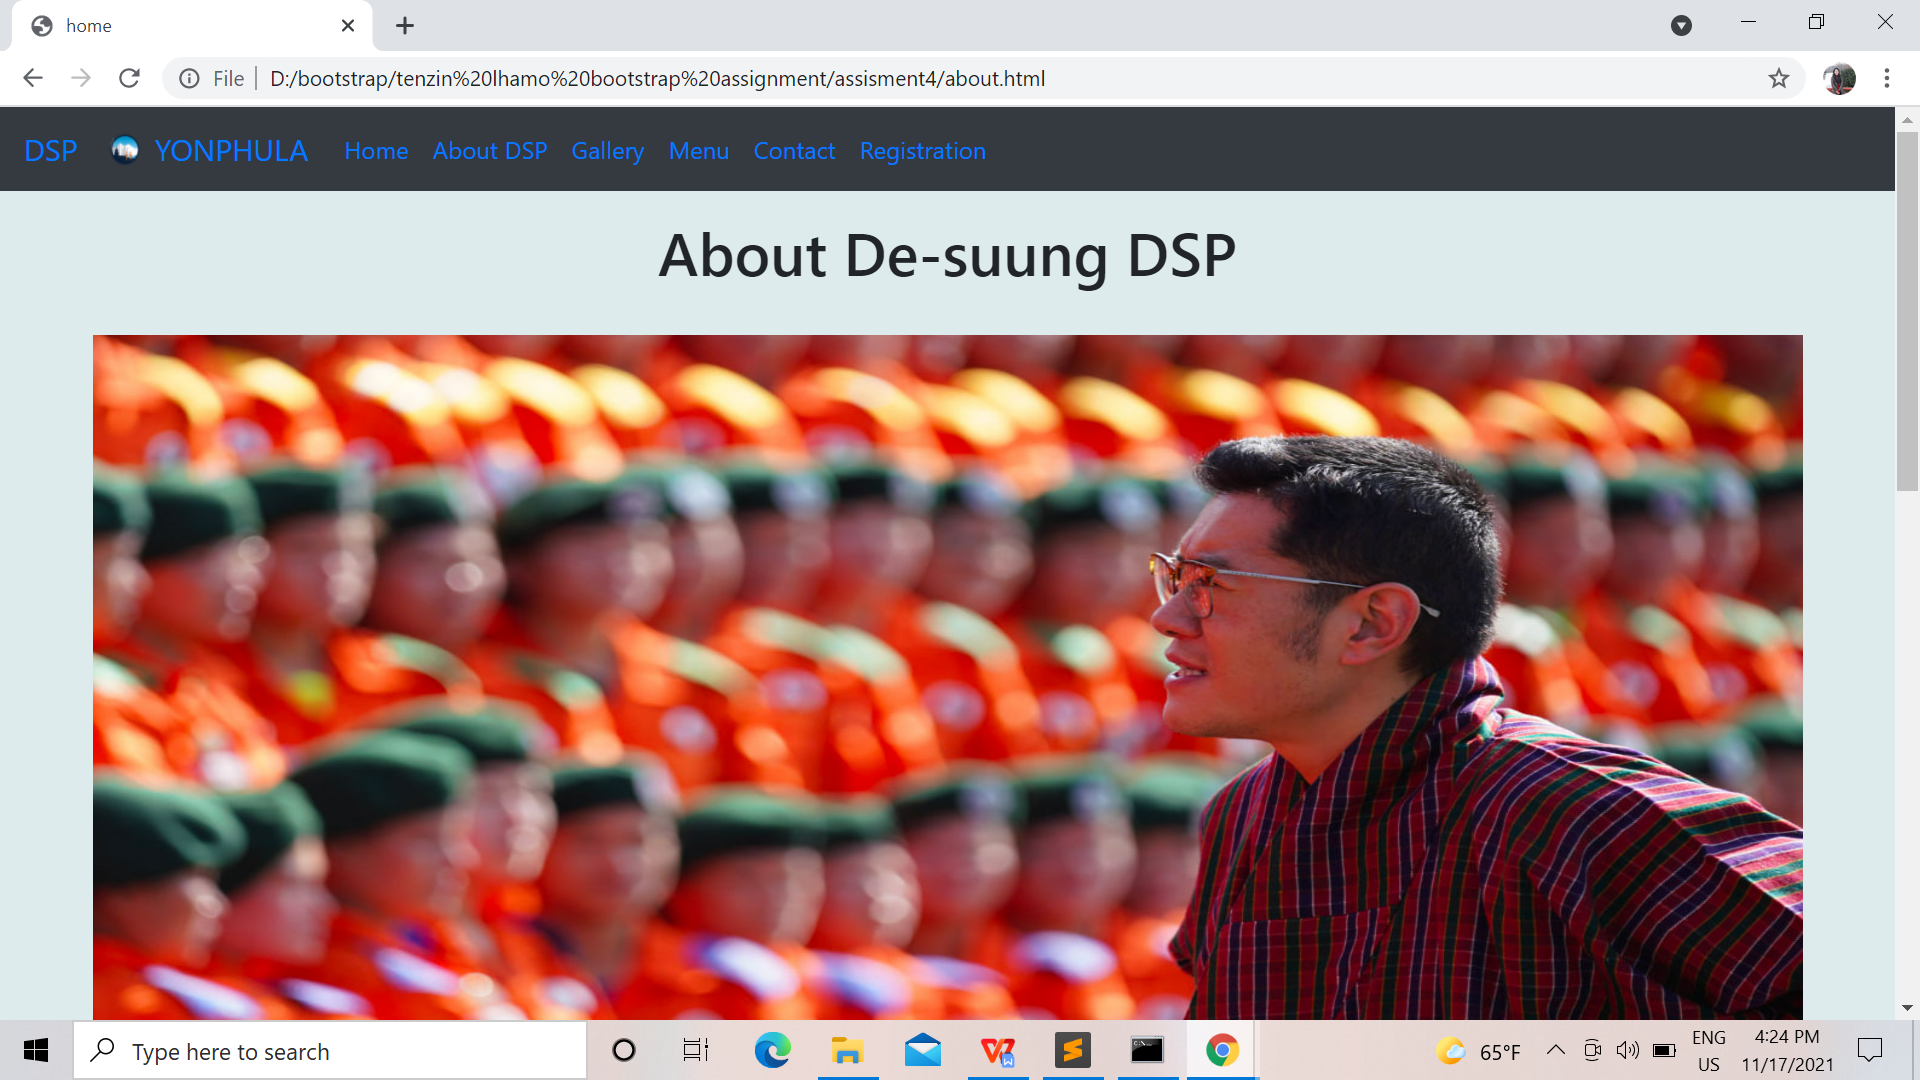 home
File
D:/bootstrap/tenzin%20lhamo%20bootstrap%20assignment/assisment4/about.html
DSP YONPHULA Home About DSP Gallery Menu Contact Registration
About De-suung DSP
Type here to search
65°F
ENG
US
4:24 PM
11/17/2021